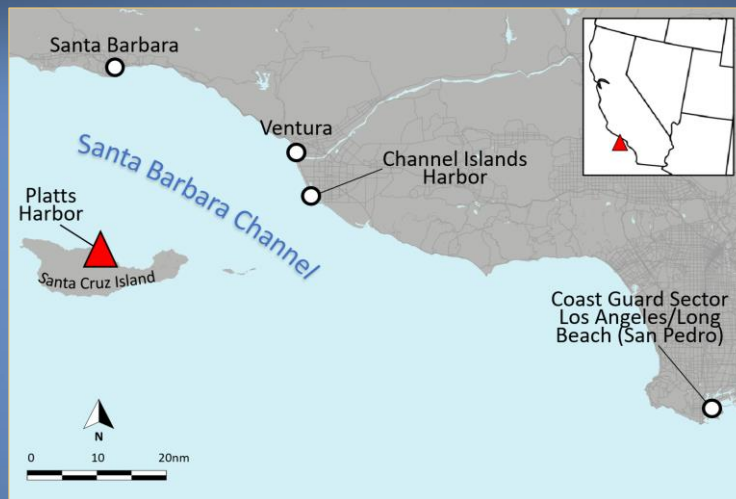 Santa Barbara
Ventura
Santa Barbara Channel
Channel Islands
Harbor
Platts
Harbor
Santa Cruz Island
Coast Guard Sector
Los Angeles/Long
Beach (San Pedro)
N
0 10 20nm